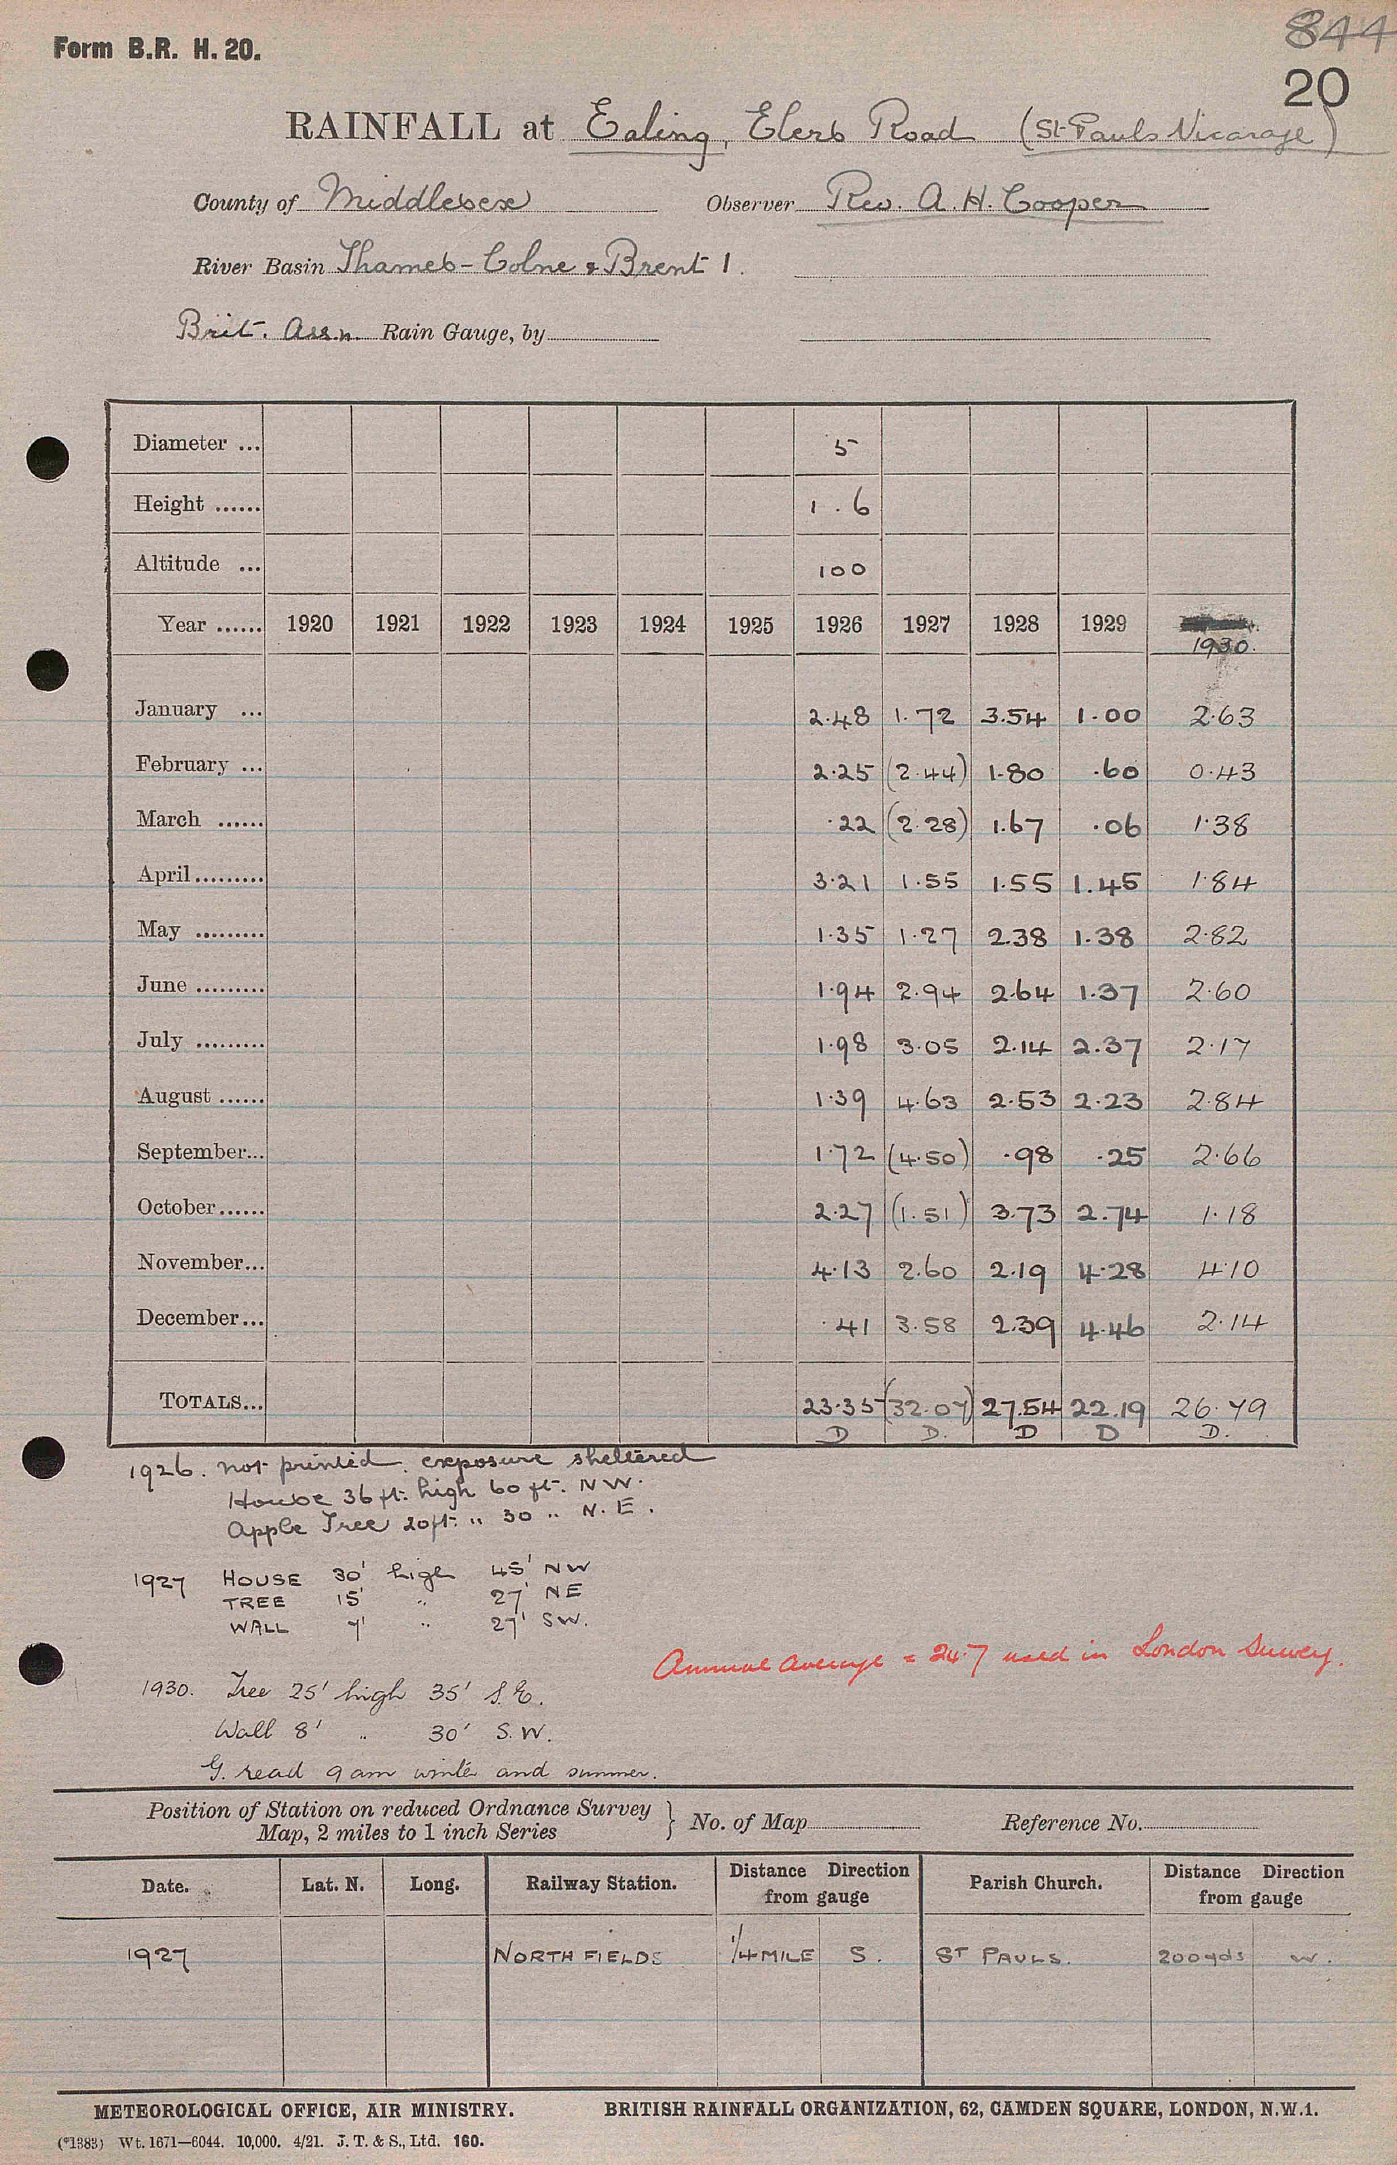 844
Form B.R. H. 20.
20
RAINFALL at Ealing, Elers Road (St. Pauls Vicarage)
County of Middlesex Observer Rev. A. H. Cooper
River Basin Thames-Colne & Brent 1.
Brit. Assn. Rain Gauge, by
Diameter ... 5
Height ...... 1 . 6
Altitude ... 100
Year ...... 1920 1921 1922 1923 1924 1925 1926 1927 1928 1929 1930.
January ... 2.48 1.72 3.54 1.00 2.63
February ... 2.25 (2.44) 1.80 .60 0.43
March ...... .22 (2.28) 1.67 .06 1.38
April ......... 3.21 1.55 1.55 1.45 1.84
May ......... 1.35 1.27 2.38 1.38 2.82
June ......... 1.94 2.94 2.64 1.37 2.60
July ......... 1.98 3.05 2.14 2.37 2.17
August ...... 1.39 4.63 2.53 2.23 2.84
September... 1.72 (4.50) .98 .25 2.66
October...... 2.27 (1.51) 3.73 2.74 1.18
November... 4.13 2.60 2.19 4.28 4.10
December... .41 3.58 2.39 4.46 2.14
TOTALS... 23.35 (32.07) 27.54 22.19 26.79
D D. D D D.
1926. not printed. exposure sheltered
House 36 ft. high 60 ft. NW.
Apple Tree 20ft. " 30 " N.E.
1927 HOUSE 30' high 45' NW
TREE 15' " 27' NE
WALL 7' " 27' SW.
Annual average = 24.7 used in London Survey.
1930. Tree 25' high 35' S.E.
Wall 8' " 30' S.W.
G. read 9 am winter and summer.
Position of Station on reduced Ordnance Survey Map, 2 miles to 1 inch Series } No. of Map Reference No.
Date. Lat. N. Long. Railway Station. Distance Direction from gauge Parish Church. Distance Direction from gauge
1927 NORTHFIELDS 1/4 MILE S. ST PAULS. 200 yds W.
METEOROLOGICAL OFFICE, AIR MINISTRY. BRITISH RAINFALL ORGANIZATION, 62, CAMDEN SQUARE, LONDON, N.W.1.
(*1383) Wt. 1671—6044. 10,000. 4/21. J. T. & S., Ltd. 160.